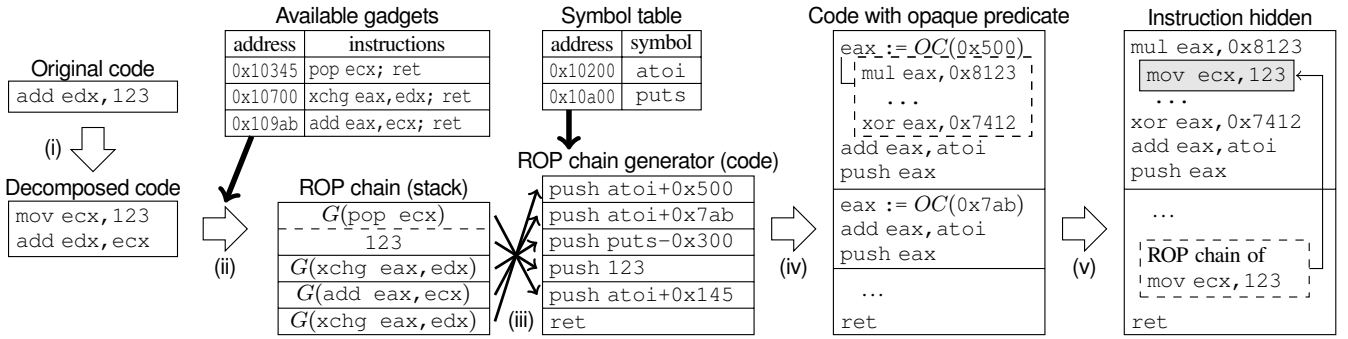 Original code
add edx,123
(i)
Decomposed code
mov ecx,123
add edx,ecx
Available gadgets
address instructions
0x10345 pop ecx; ret
0x10700 xchg eax,edx; ret
0x109ab add eax,ecx; ret
(ii)
ROP chain (stack)
G(pop ecx)
123
G(xchg eax,edx)
G(add eax,ecx)
G(xchg eax,edx)
(iii)
Symbol table
address symbol
0x10200 atoi
0x10a00 puts
ROP chain generator (code)
push atoi+0x500
push atoi+0x7ab
push puts-0x300
push 123
push atoi+0x145
ret
(iv)
Code with opaque predicate
eax := OC(0x500)
mul eax,0x8123
...
xor eax,0x7412
add eax,atoi
push eax
eax := OC(0x7ab)
add eax,atoi
push eax
...
ret
(v)
Instruction hidden
mul eax,0x8123
mov ecx,123
...
xor eax,0x7412
add eax,atoi
push eax
...
ROP chain of
mov ecx,123
ret